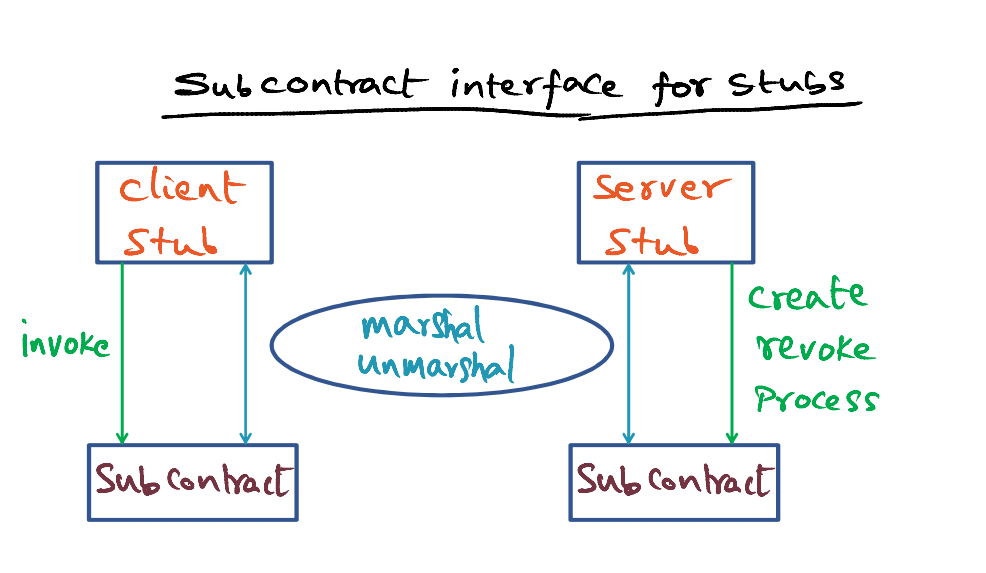 Subcontract interface for stubs
client
stub
server
stub
invoke
marshal
unmarshal
create
revoke
process
Subcontract
Subcontract